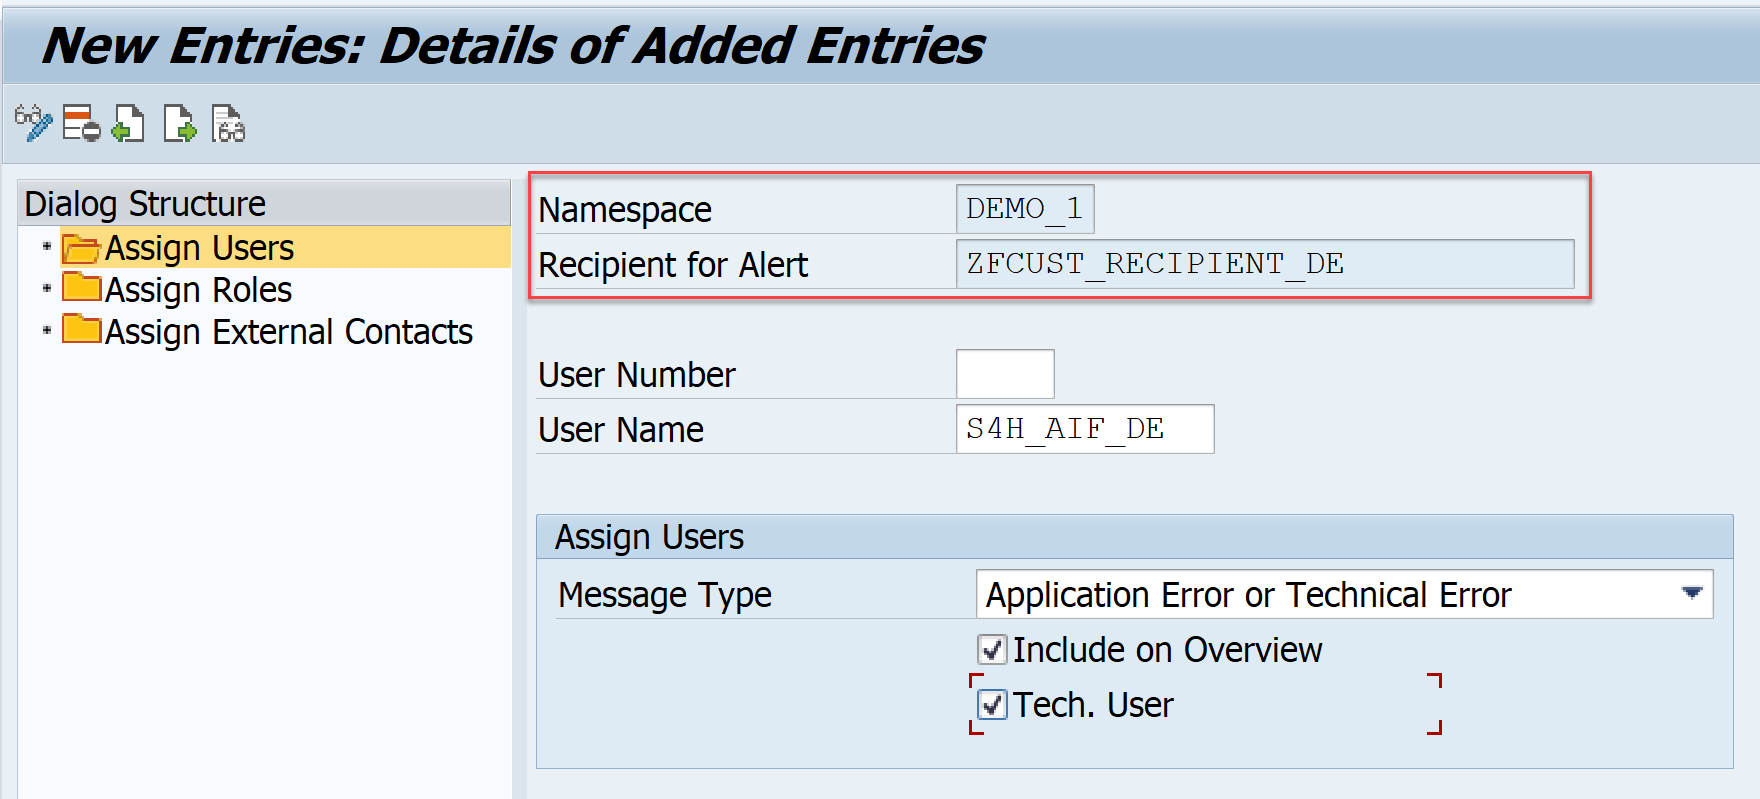 New Entries: Details of Added Entries
Dialog Structure
Assign Users
Assign Roles
Assign External Contacts
Namespace DEMO_1
Recipient for Alert ZFCUST_RECIPIENT_DE
User Number
User Name S4H_AIF_DE
Assign Users
Message Type Application Error or Technical Error
Include on Overview
Tech. User